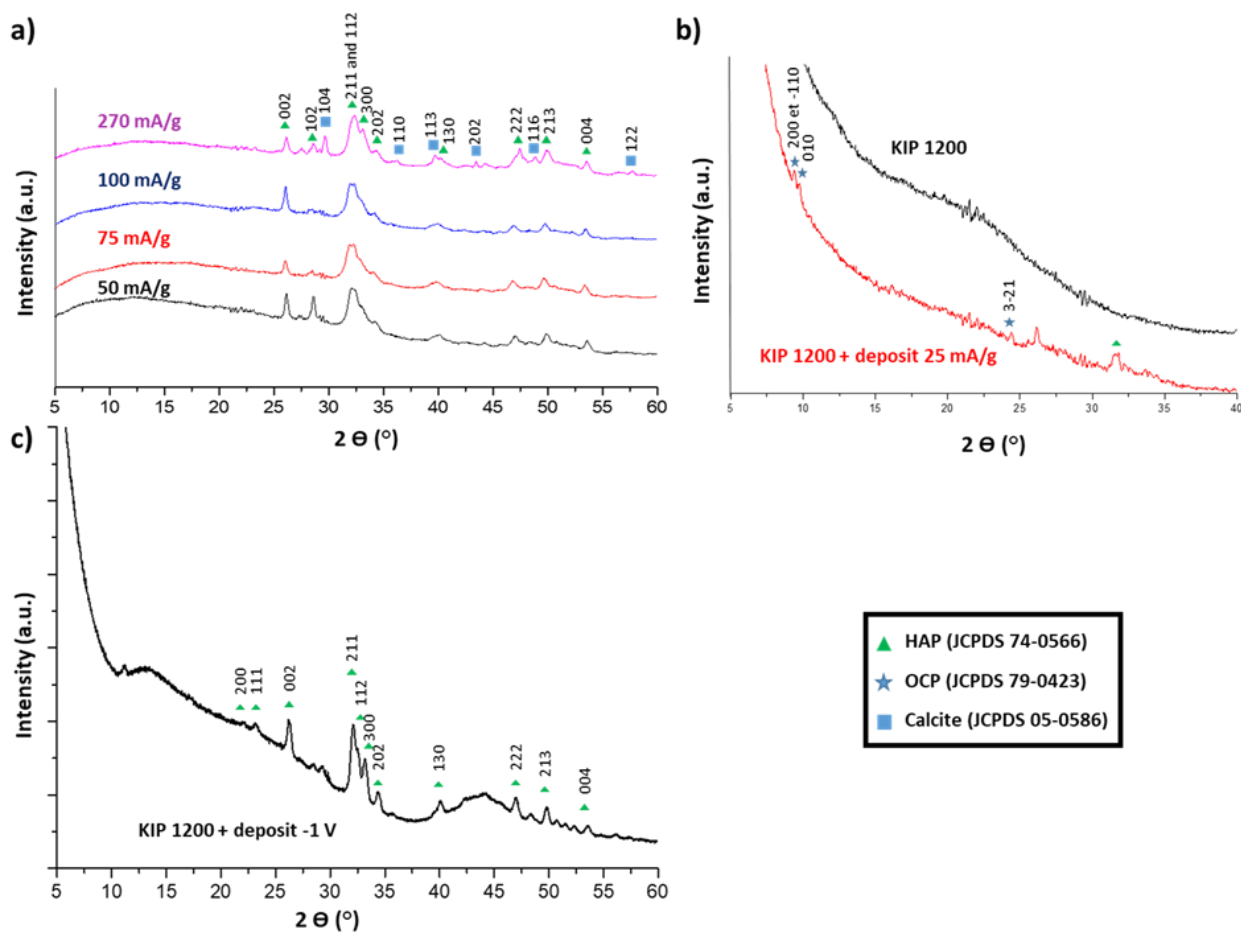 a)
Intensity (a.u.)
270 mA/g
100 mA/g
75 mA/g
50 mA/g
002
102
104
211 and 112
300
202
110
113
130
202
222
116
213
004
122
5 10 15 20 25 30 35 40 45 50 55 60
2 ϴ (°)
b)
Intensity (a.u.)
200 et -110
010
KIP 1200
3-21
KIP 1200 + deposit 25 mA/g
5 10 15 20 25 30 35 40
2 ϴ (°)
c)
Intensity (a.u.)
200
111
002
211
112
300
202
130
222
213
004
KIP 1200 + deposit -1 V
5 10 15 20 25 30 35 40 45 50 55 60
2 ϴ (°)
HAP (JCPDS 74-0566)
OCP (JCPDS 79-0423)
Calcite (JCPDS 05-0586)